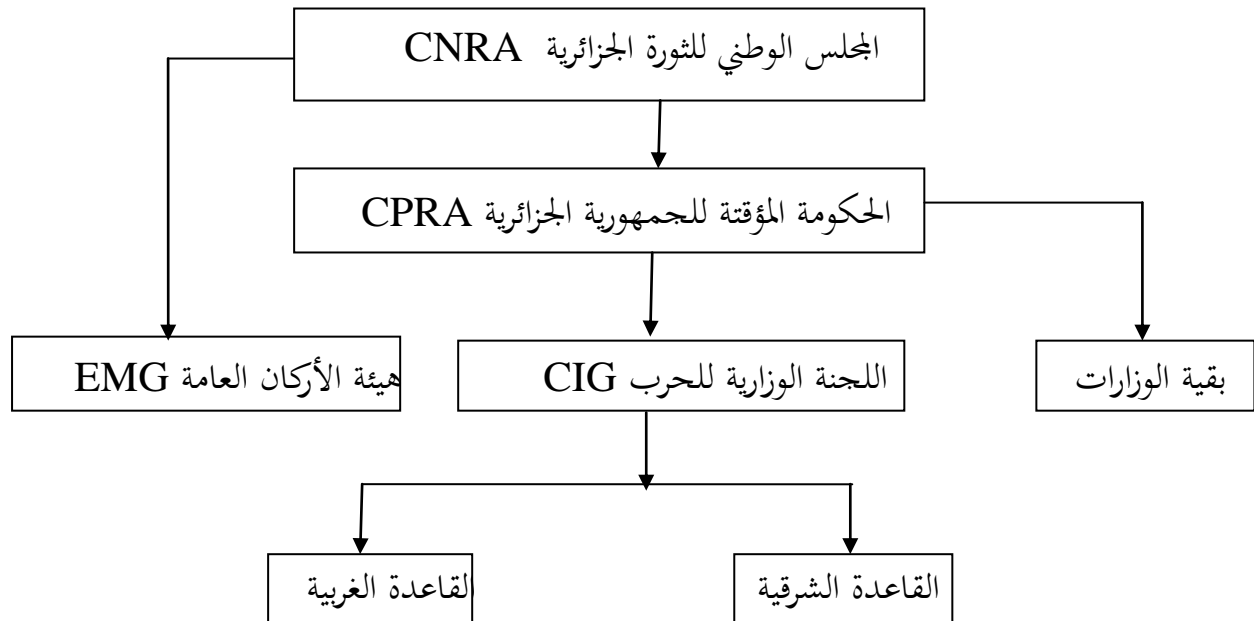 المجلس الوطني للثورة الجزائرية CNRA
الحكومة المؤقتة للجمهورية الجزائرية CPRA
بقية الوزارات
اللجنة الوزارية للحرب CIG
هيئة الأركان العامة EMG
القاعدة الشرقية
القاعدة الغربية